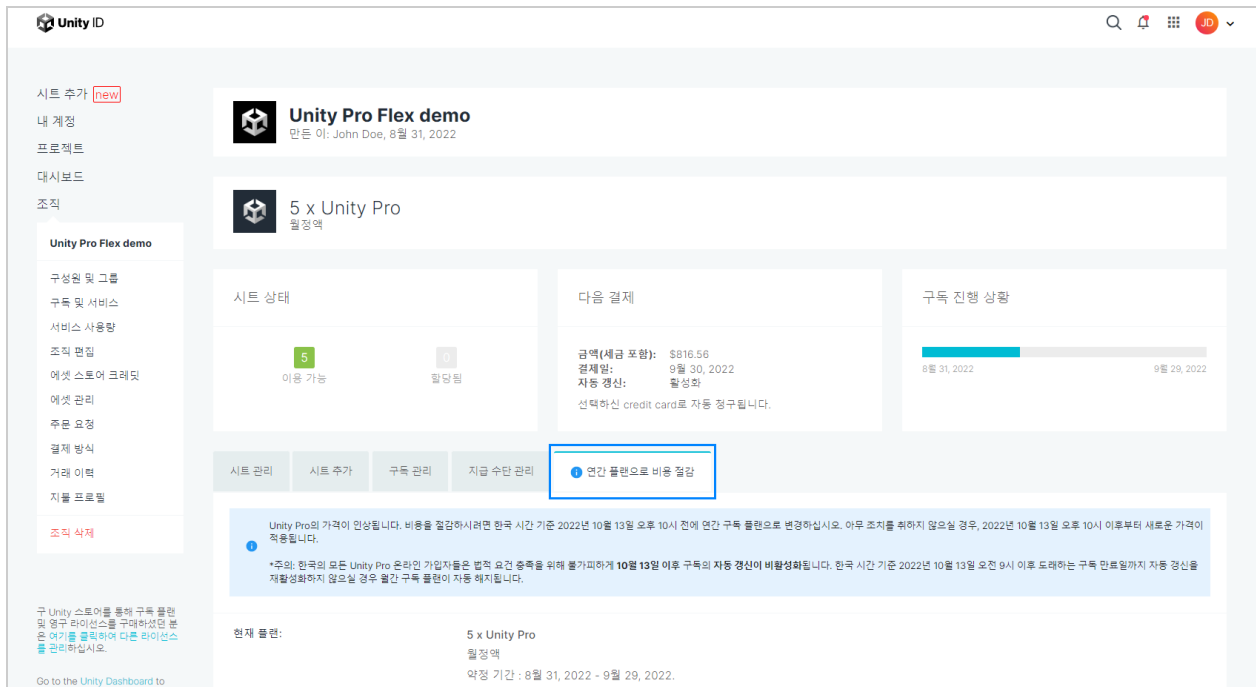 Unity ID
JD
시트 추가 new
내 계정
프로젝트
대시보드
조직
Unity Pro Flex demo
구성원 및 그룹
구독 및 서비스
서비스 사용량
조직 편집
에셋 스토어 크레딧
에셋 관리
주문 요청
결제 방식
거래 이력
지불 프로필
조직 삭제
구 Unity 스토어를 통해 구독 플랜
및 영구 라이선스를 구매하셨던 분
은 여기를 클릭하여 다른 라이선스
를 관리하십시오.
Go to the Unity Dashboard to
Unity Pro Flex demo
만든 이: John Doe, 8월 31, 2022
5 x Unity Pro
월정액
시트 상태
5
이용 가능
0
할당됨
다음 결제
금액(세금 포함): $816.56
결제일: 9월 30, 2022
자동 갱신: 활성화
선택하신 credit card로 자동 청구됩니다.
구독 진행 상황
8월 31, 2022
9월 29, 2022
시트 관리
시트 추가
구독 관리
지급 수단 관리
연간 플랜으로 비용 절감
Unity Pro의 가격이 인상됩니다. 비용을 절감하시려면 한국 시간 기준 2022년 10월 13일 오후 10시 전에 연간 구독 플랜으로 변경하십시오. 아무 조치를 취하지 않으실 경우, 2022년 10월 13일 오후 10시 이후부터 새로운 가격이
적용됩니다.
*주의: 한국의 모든 Unity Pro 온라인 가입자들은 법적 요건 충족을 위해 불가피하게 10월 13일 이후 구독의 자동 갱신이 비활성화됩니다. 한국 시간 기준 2022년 10월 13일 오전 9시 이후 도래하는 구독 만료일까지 자동 갱신을
재활성화하지 않으실 경우 월간 구독 플랜이 자동 해지됩니다.
현재 플랜:
5 x Unity Pro
월정액
약정 기간 : 8월 31, 2022 - 9월 29, 2022.